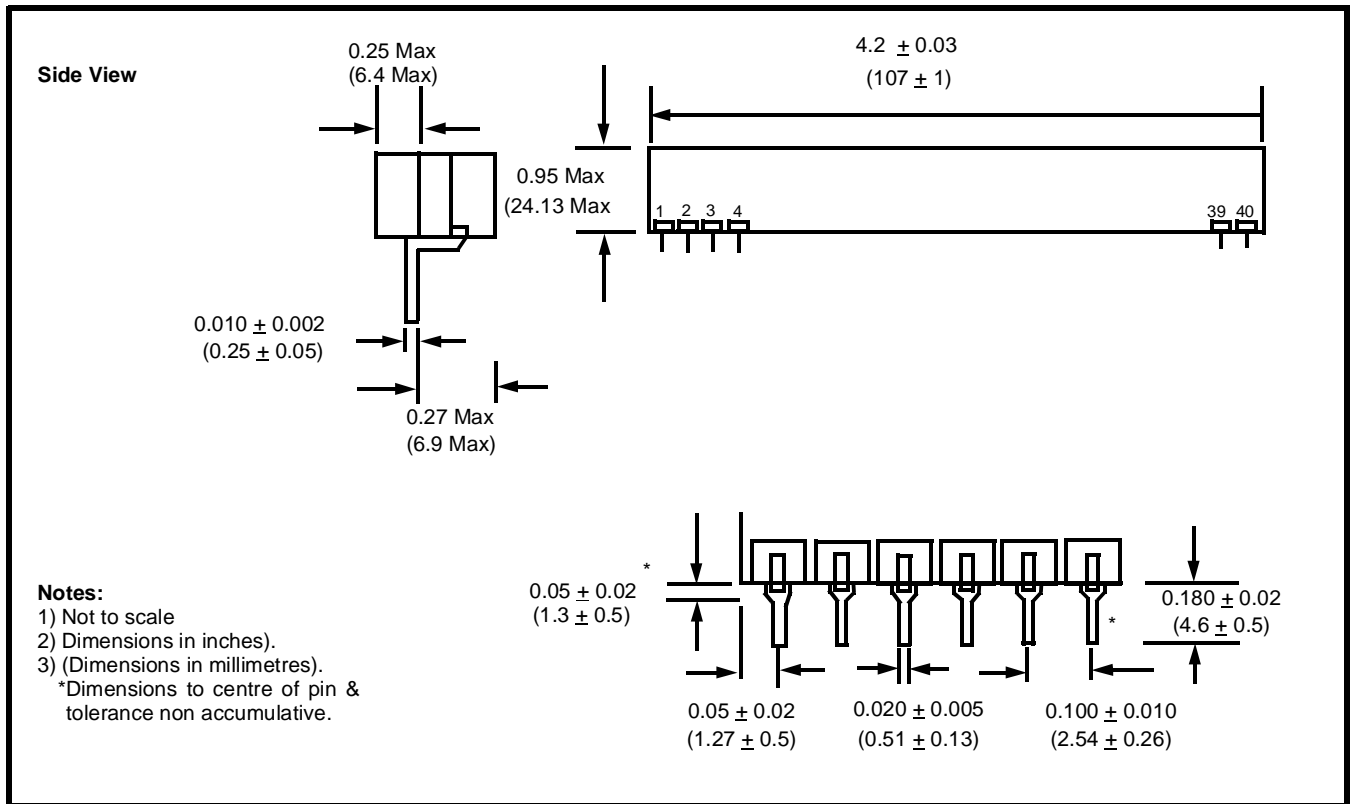 Side View
0.25 Max
(6.4 Max)
4.2 ± 0.03
(107 ± 1)
0.95 Max
(24.13 Max
1 2 3 4
39 40
0.010 ± 0.002
(0.25 ± 0.05)
0.27 Max
(6.9 Max)
*
0.05 ± 0.02
(1.3 ± 0.5)
0.180 ± 0.02
(4.6 ± 0.5)
*
0.05 ± 0.02
(1.27 ± 0.5)
0.020 ± 0.005
(0.51 ± 0.13)
0.100 ± 0.010
(2.54 ± 0.26)
Notes:
1) Not to scale
2) Dimensions in inches).
3) (Dimensions in millimetres).
*Dimensions to centre of pin &
tolerance non accumulative.